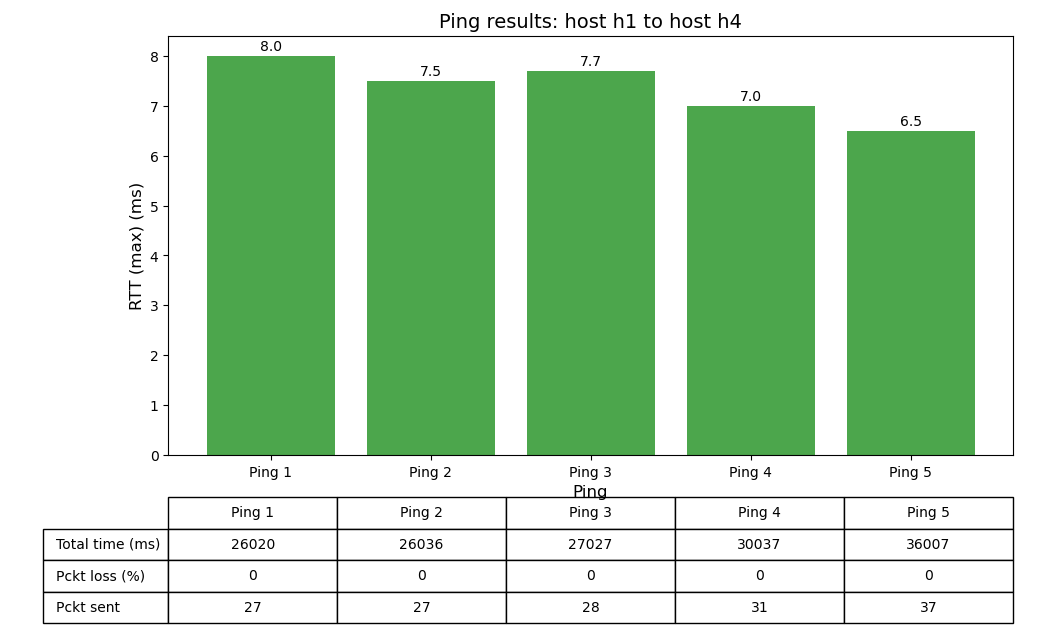 Ping results: host h1 to host h4
RTT (max) (ms)
8
7
6
5
4
3
2
1
0
8.0
7.5
7.7
7.0
6.5
Ping 1 Ping 2 Ping 3 Ping 4 Ping 5
Ping
Ping 1 Ping 2 Ping 3 Ping 4 Ping 5
Total time (ms) 26020 26036 27027 30037 36007
Pckt loss (%) 0 0 0 0 0
Pckt sent 27 27 28 31 37